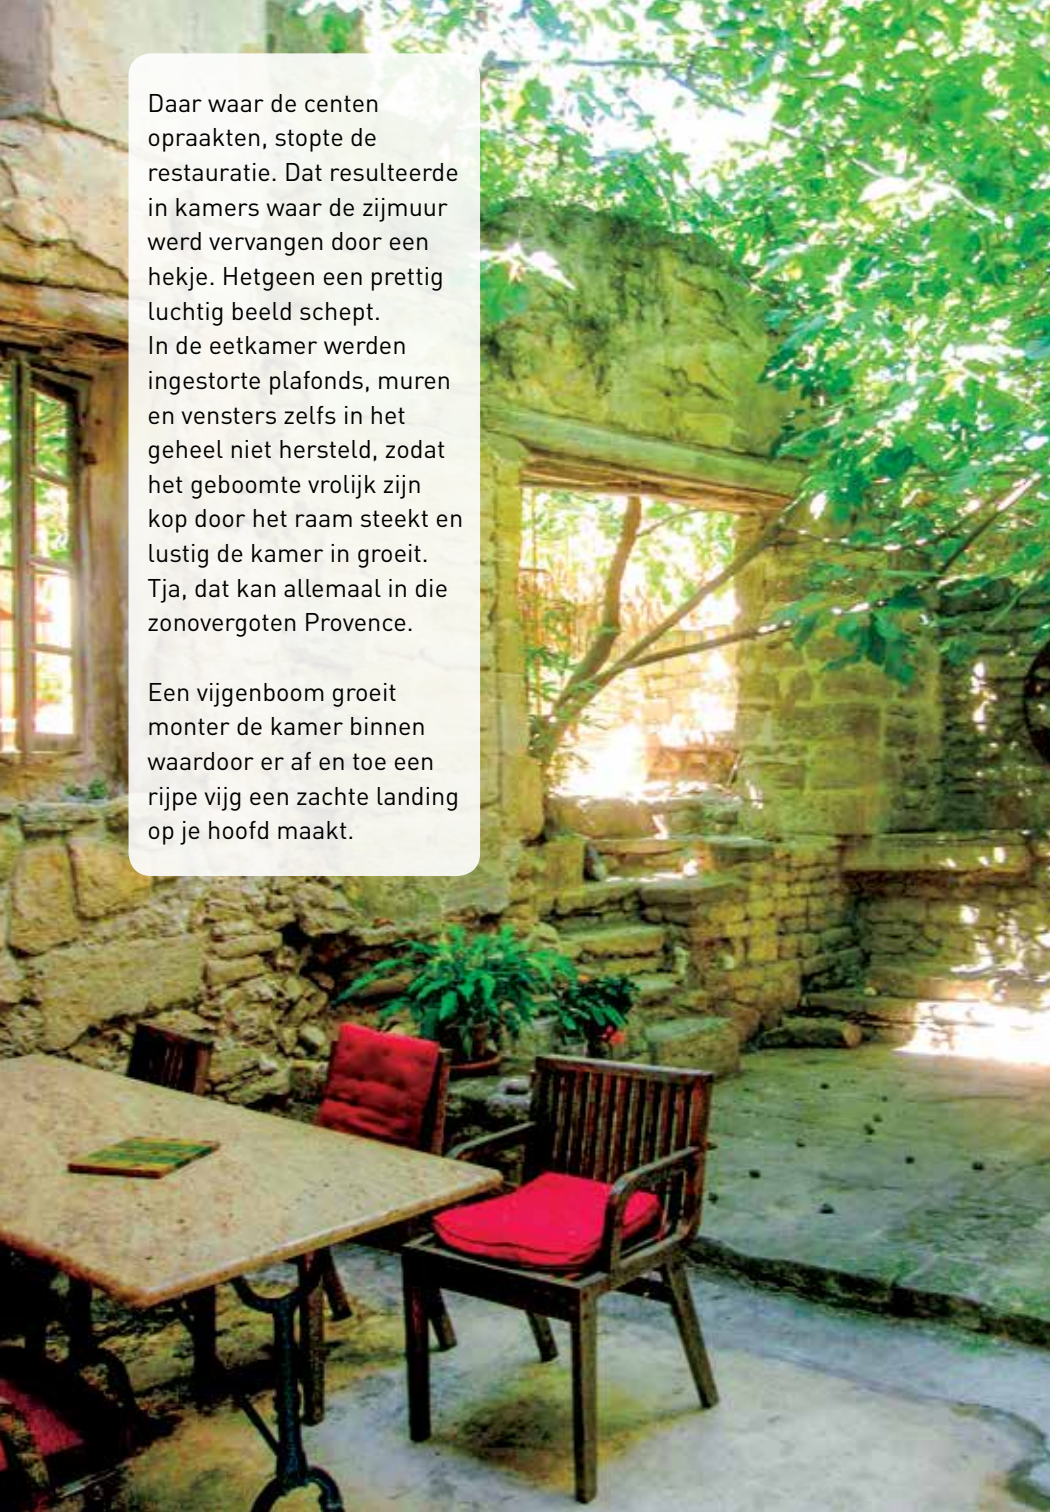 Daar waar de centen
opraakten, stopte de
restauratie. Dat resulteerde
in kamers waar de zijmuur
werd vervangen door een
hekje. Hetgeen een prettig
luchtig beeld schept.
In de eetkamer werden
ingestorte plafonds, muren
en vensters zelfs in het
geheel niet hersteld, zodat
het geboomte vrolijk zijn
kop door het raam steekt en
lustig de kamer in groeit.
Tja, dat kan allemaal in die
zonovergoten Provence.

Een vijgenboom groeit
monter de kamer binnen
waardoor er af en toe een
rijpe vijg een zachte landing
op je hoofd maakt.